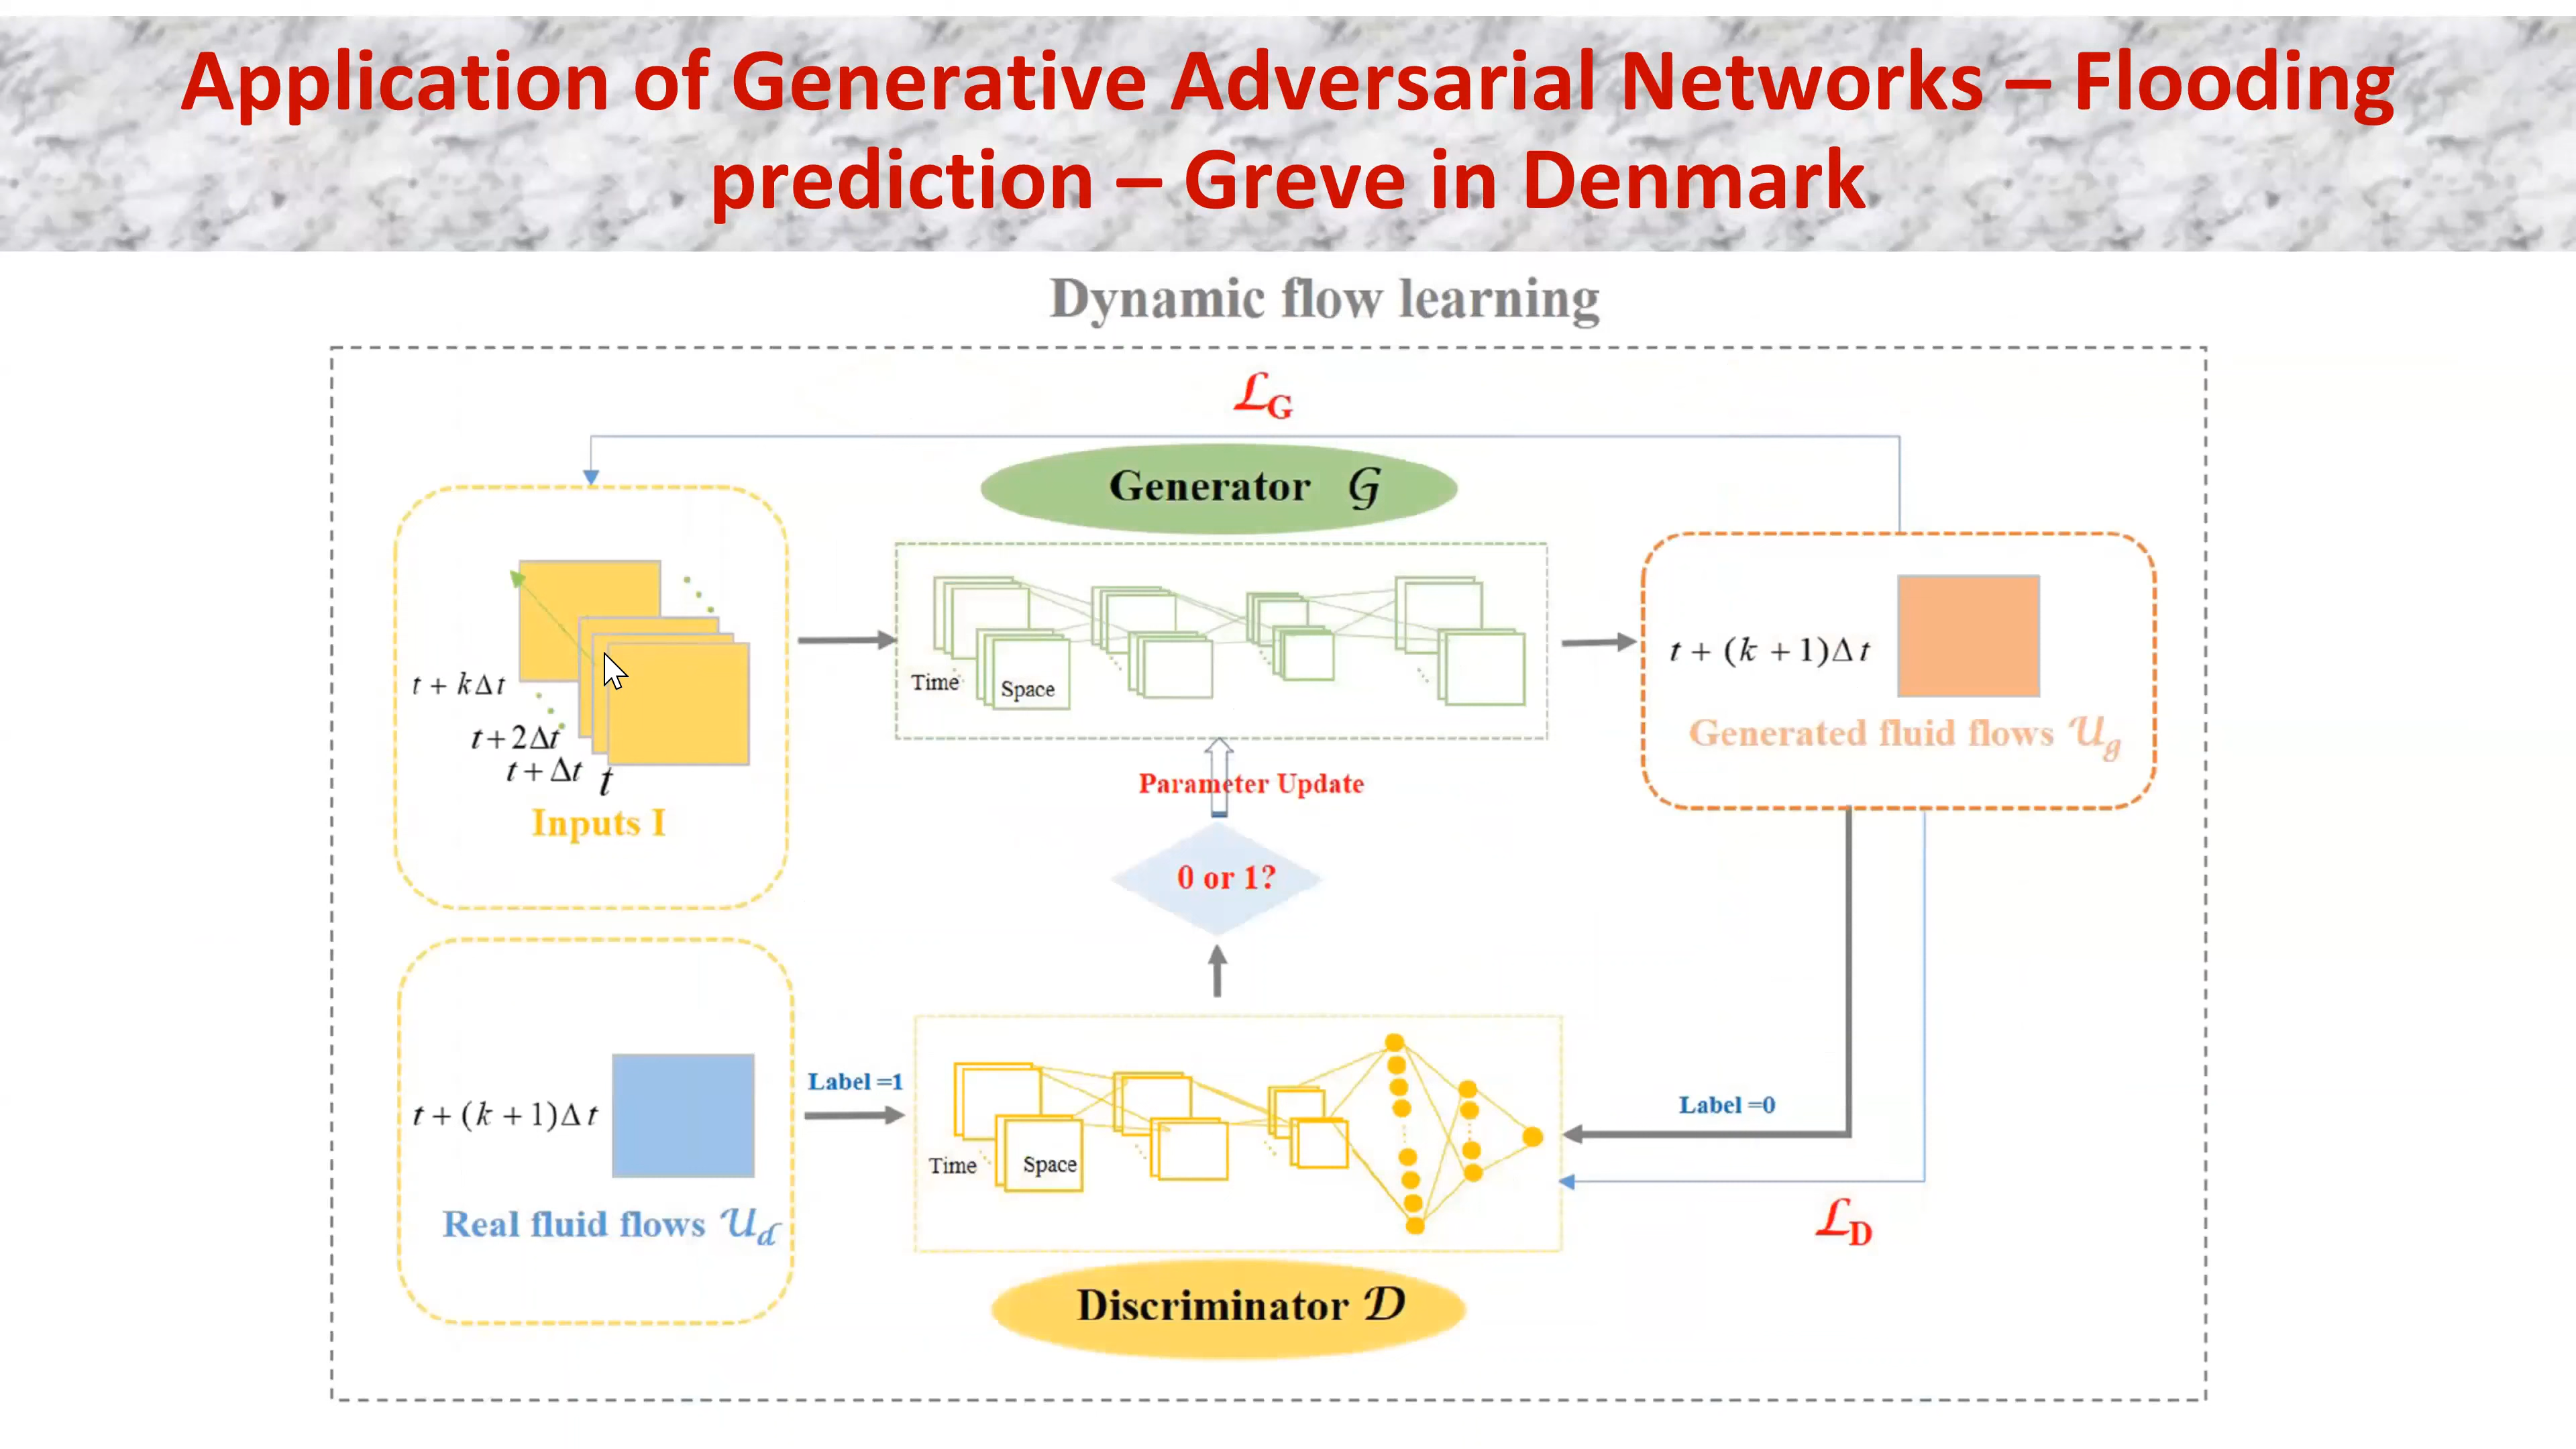 Application of Generative Adversarial Networks – Flooding
prediction – Greve in Denmark
Dynamic flow learning
ℒG
Generator 𝒢
t + kΔt
t+2Δt
t+Δt t
Inputs I
Time
Space
t + (k +1)Δt
Generated fluid flows 𝒰g
Parameter Update
0 or 1?
t + (k +1)Δt
Real fluid flows 𝒰d
Label =1
Time
Space
Label =0
ℒD
Discriminator 𝒟